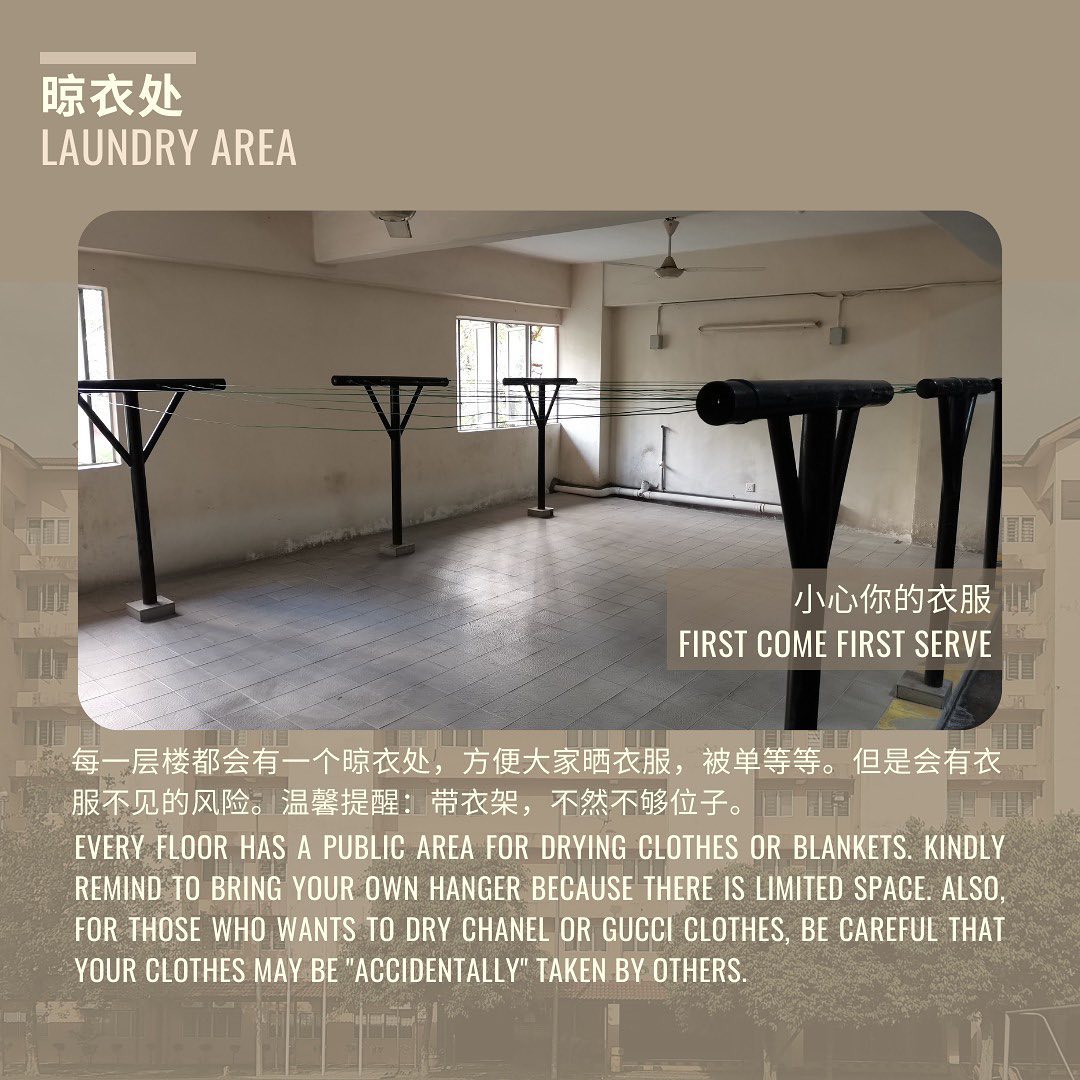 晾衣处
LAUNDRY AREA
小心你的衣服
FIRST COME FIRST SERVE
每一层楼都会有一个晾衣处，方便大家晒衣服，被单等等。但是会有衣
服不见的风险。温馨提醒：带衣架，不然不够位子。
EVERY FLOOR HAS A PUBLIC AREA FOR DRYING CLOTHES OR BLANKETS. KINDLY
REMIND TO BRING YOUR OWN HANGER BECAUSE THERE IS LIMITED SPACE. ALSO,
FOR THOSE WHO WANTS TO DRY CHANEL OR GUCCI CLOTHES, BE CAREFUL THAT
YOUR CLOTHES MAY BE "ACCIDENTALLY" TAKEN BY OTHERS.